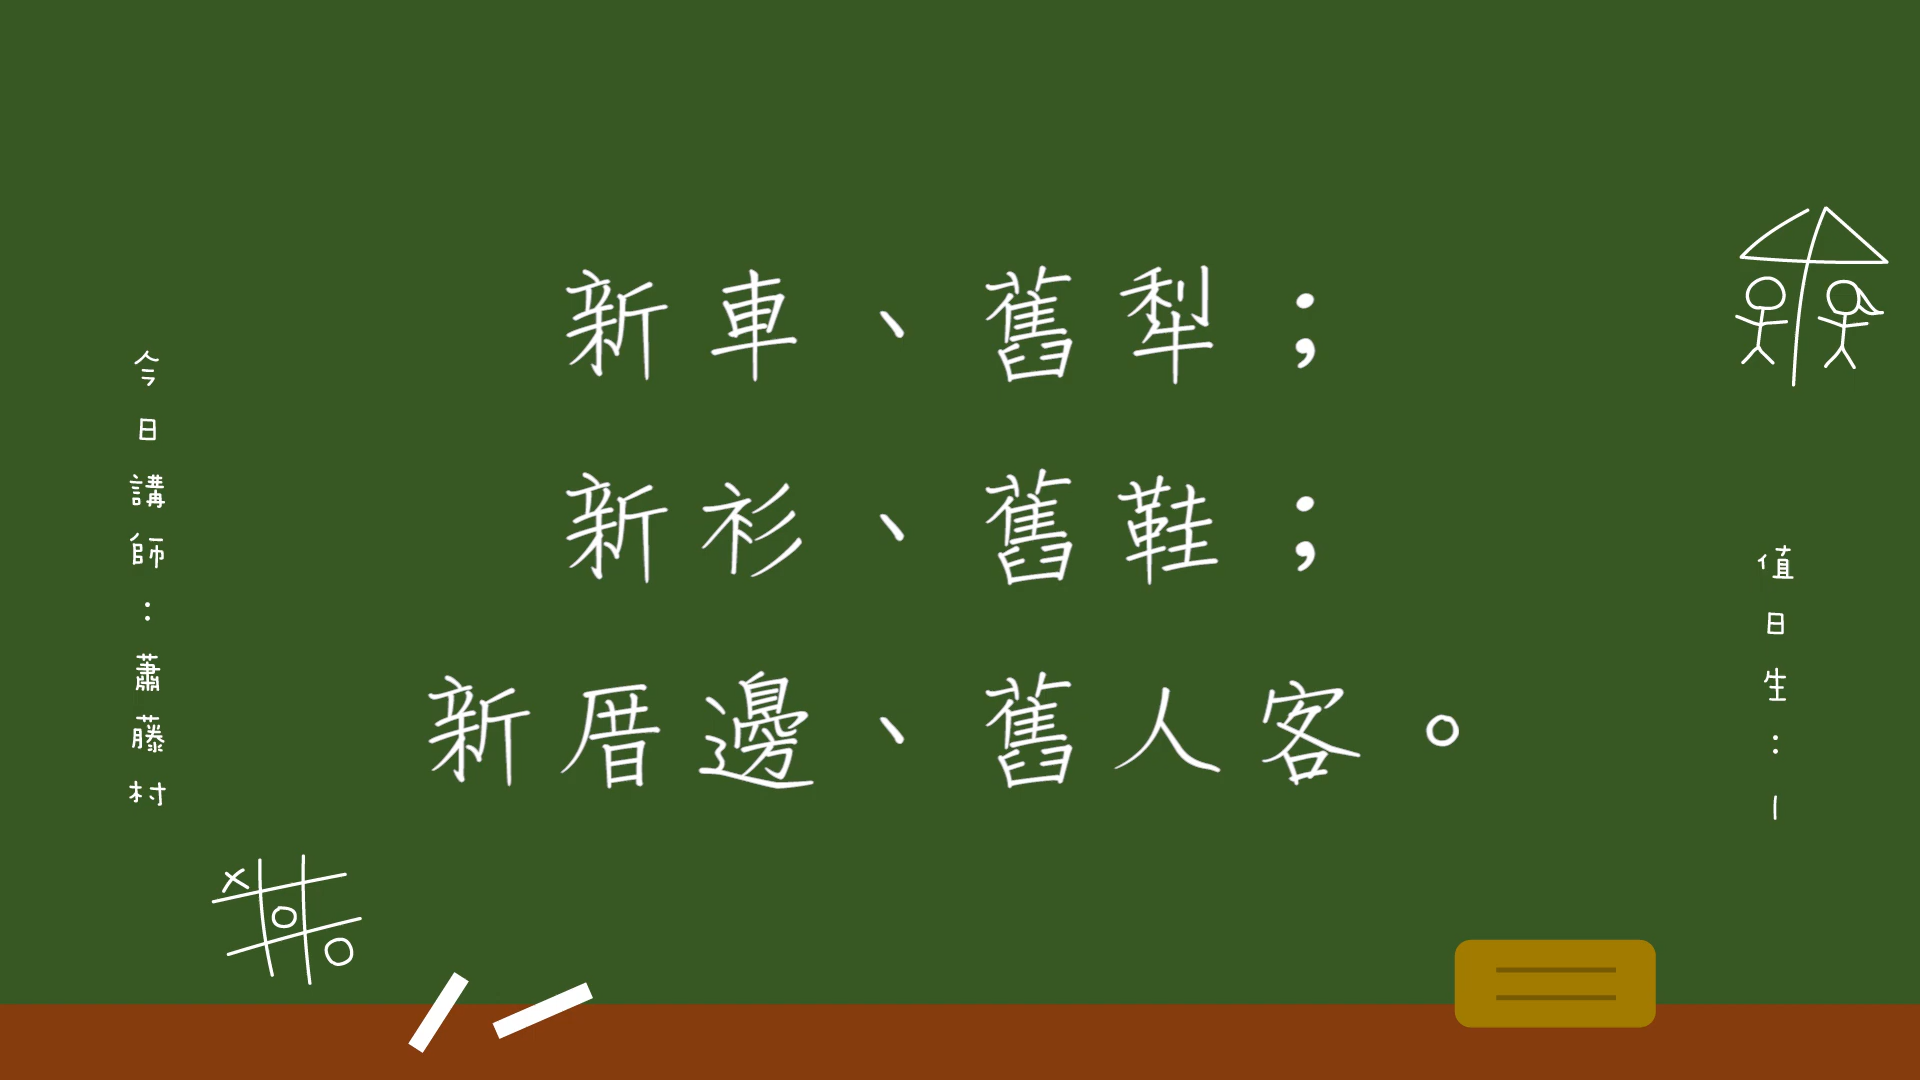 新車、舊犁；
新衫、舊鞋；
新厝邊、舊人客。
今日講師：蕭藤村
值日生：｜